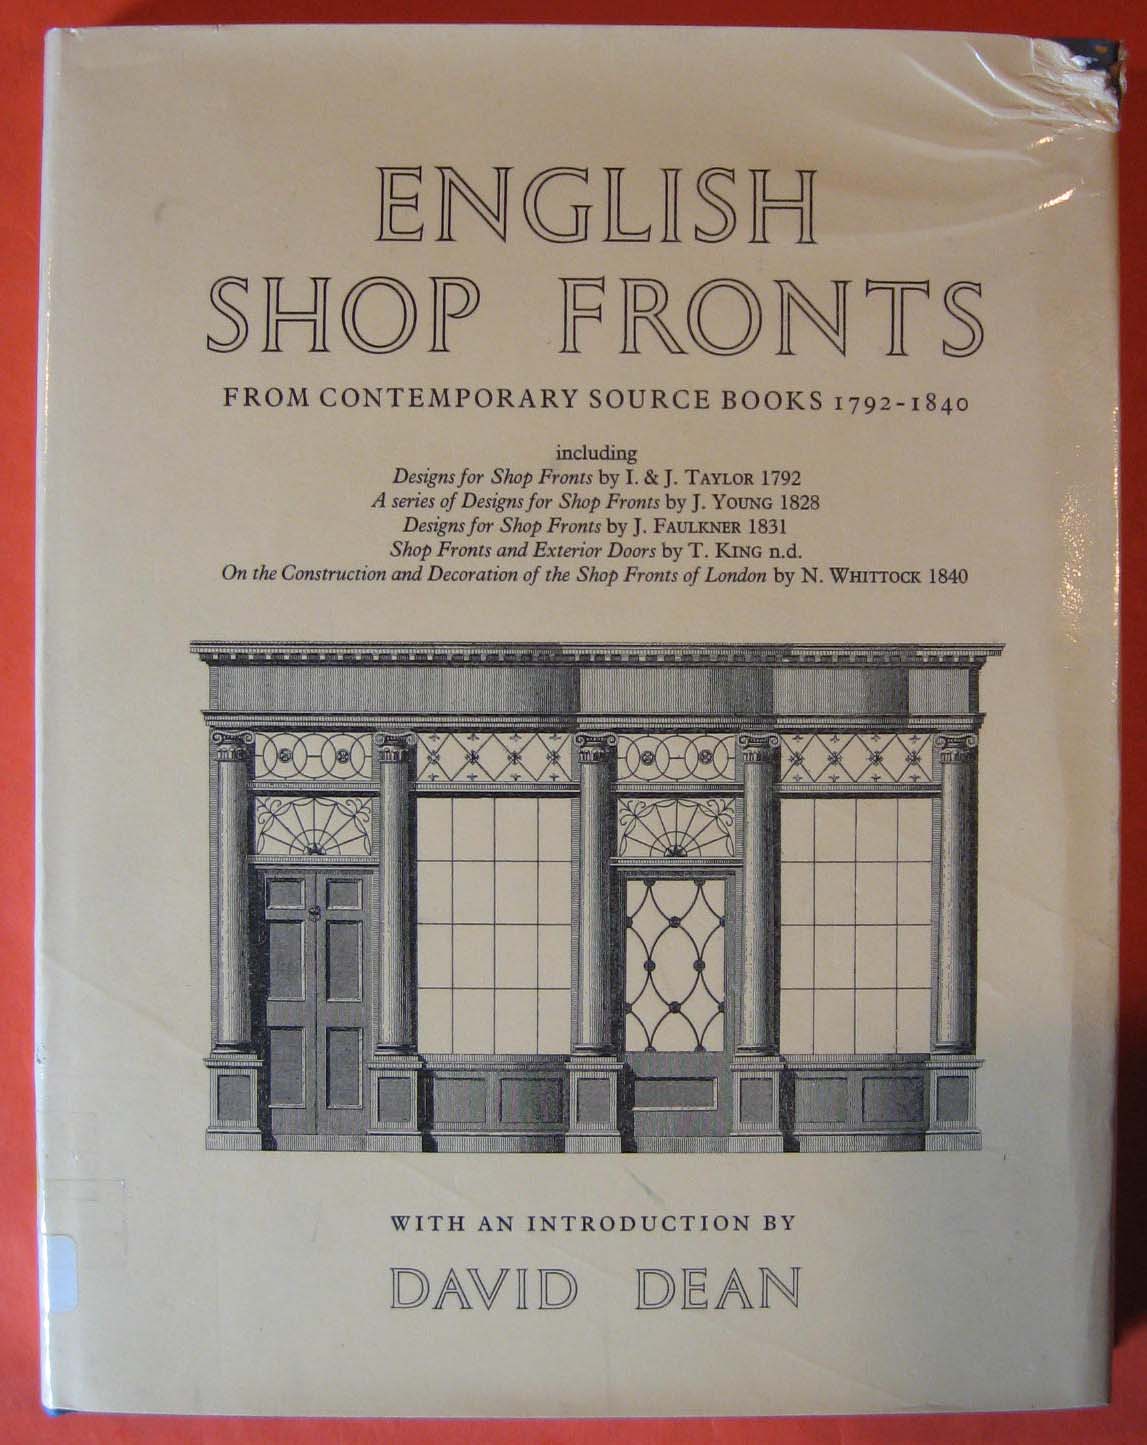 ENGLISH
SHOP FRONTS
FROM CONTEMPORARY SOURCE BOOKS 1792-1840
including
Designs for Shop Fronts by I. & J. TAYLOR 1792
A series of Designs for Shop Fronts by J. YOUNG 1828
Designs for Shop Fronts by J. FAULKNER 1831
Shop Fronts and Exterior Doors by T. KING n.d.
On the Construction and Decoration of the Shop Fronts of London by N. WHITTOCK 1840
WITH AN INTRODUCTION BY
DAVID DEAN